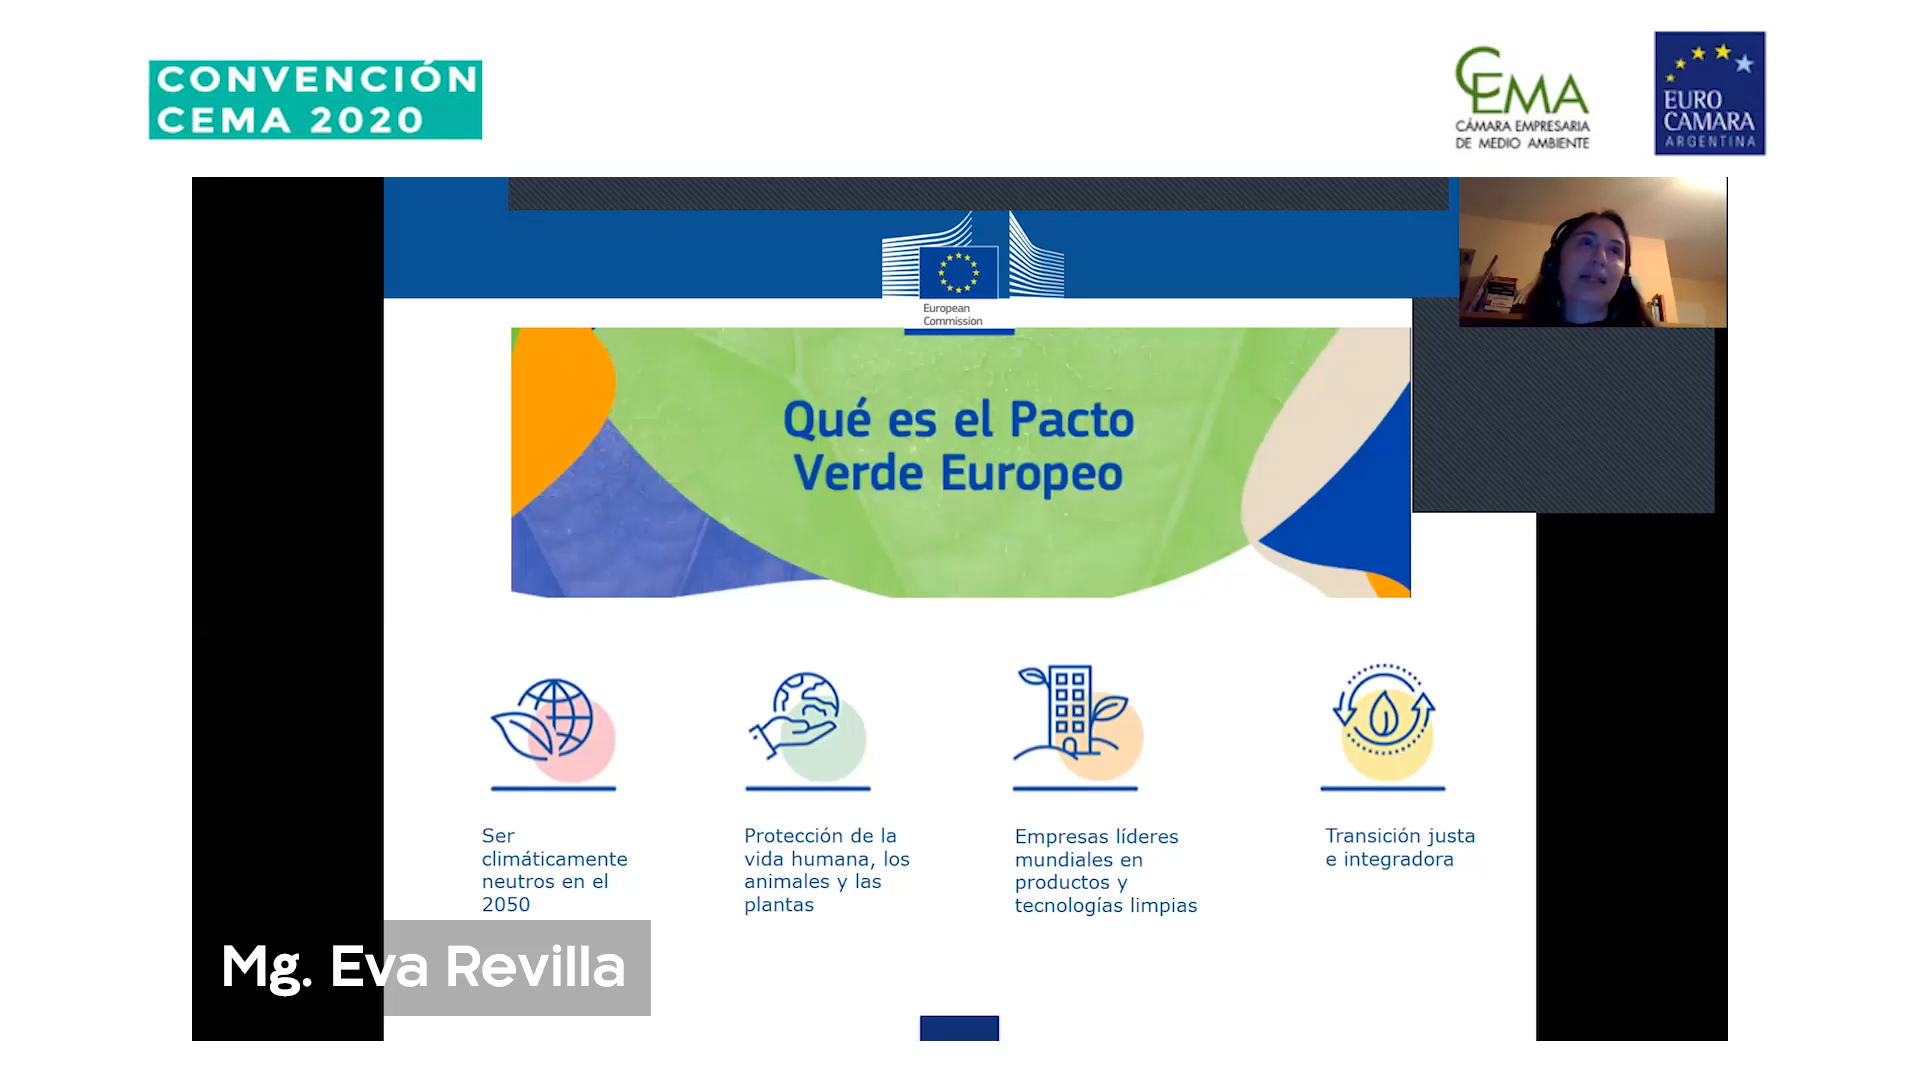 CONVENCIÓN
CEMA 2020
CEMA
CÁMARA EMPRESARIA
DE MEDIO AMBIENTE
EURO
CAMARA
ARGENTINA
European
Commission
Qué es el Pacto
Verde Europeo
Ser
climáticamente
neutros en el
2050
Protección de la
vida humana, los
animales y las
plantas
Empresas líderes
mundiales en
productos y
tecnologías limpias
Transición justa
e integradora
Mg. Eva Revilla